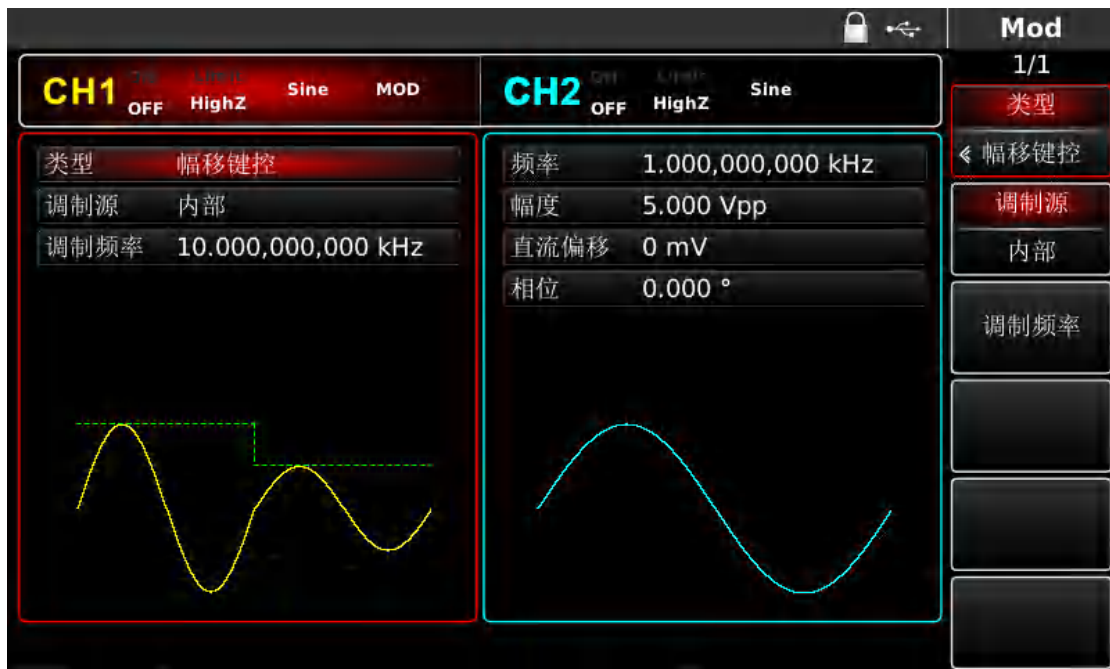 Mod
1/1
CH1 OFF HighZ Sine MOD
CH2 OFF HighZ Sine
类型
幅移键控
调制源
内部
调制频率
类型 幅移键控
调制源 内部
调制频率 10.000,000,000 kHz
频率 1.000,000,000 kHz
幅度 5.000 Vpp
直流偏移 0 mV
相位 0.000 °